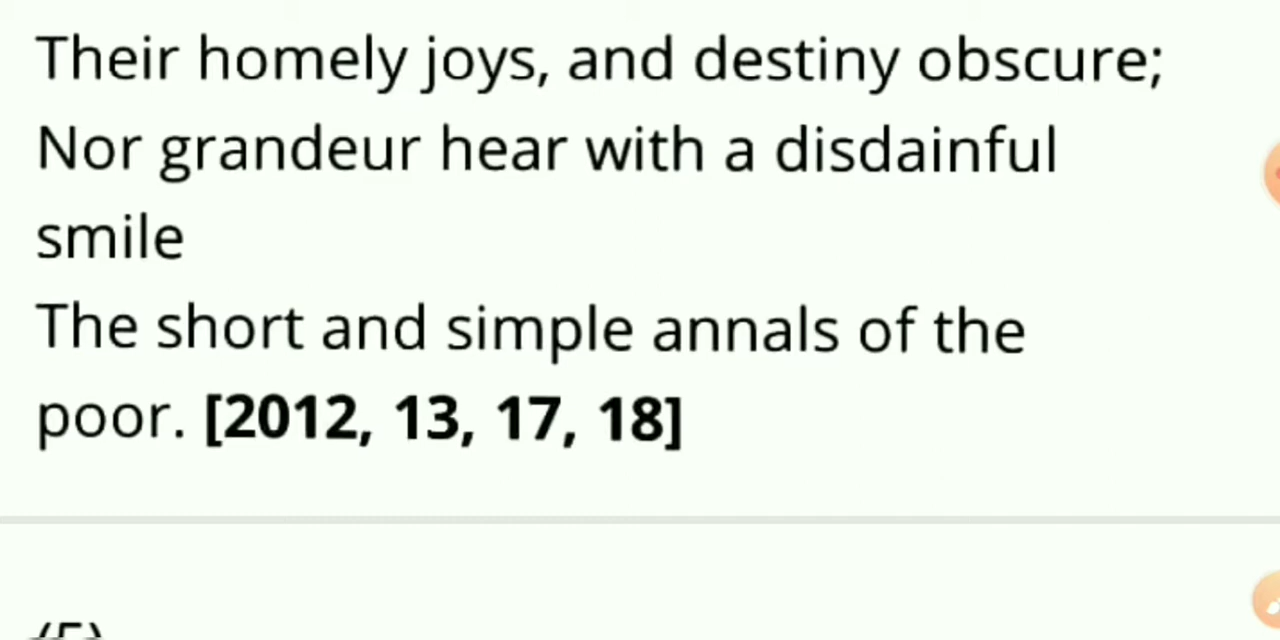 Their homely joys, and destiny obscure;
Nor grandeur hear with a disdainful
smile
The short and simple annals of the
poor. [2012, 13, 17, 18]